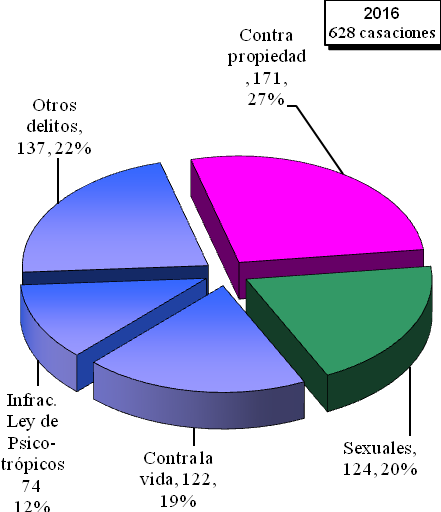 2016
628 casaciones
Contra
propiedad
,171,
27%
Otros
delitos,
137,22%
Infrac.
Ley de
Psico-
trópicos
74
12%
Contra la
vida,122,
19%
Sexuales,
124,20%